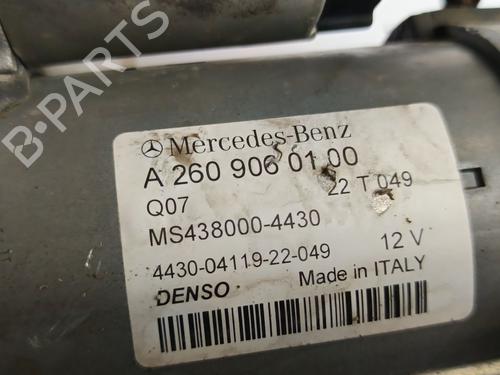 Mercedes-Benz
A 260 906 01 00
22 T 049
Q07
MS438000-4430
4430-04119-22-049
12 V
DENSO
Made in ITALY
B-PARTS